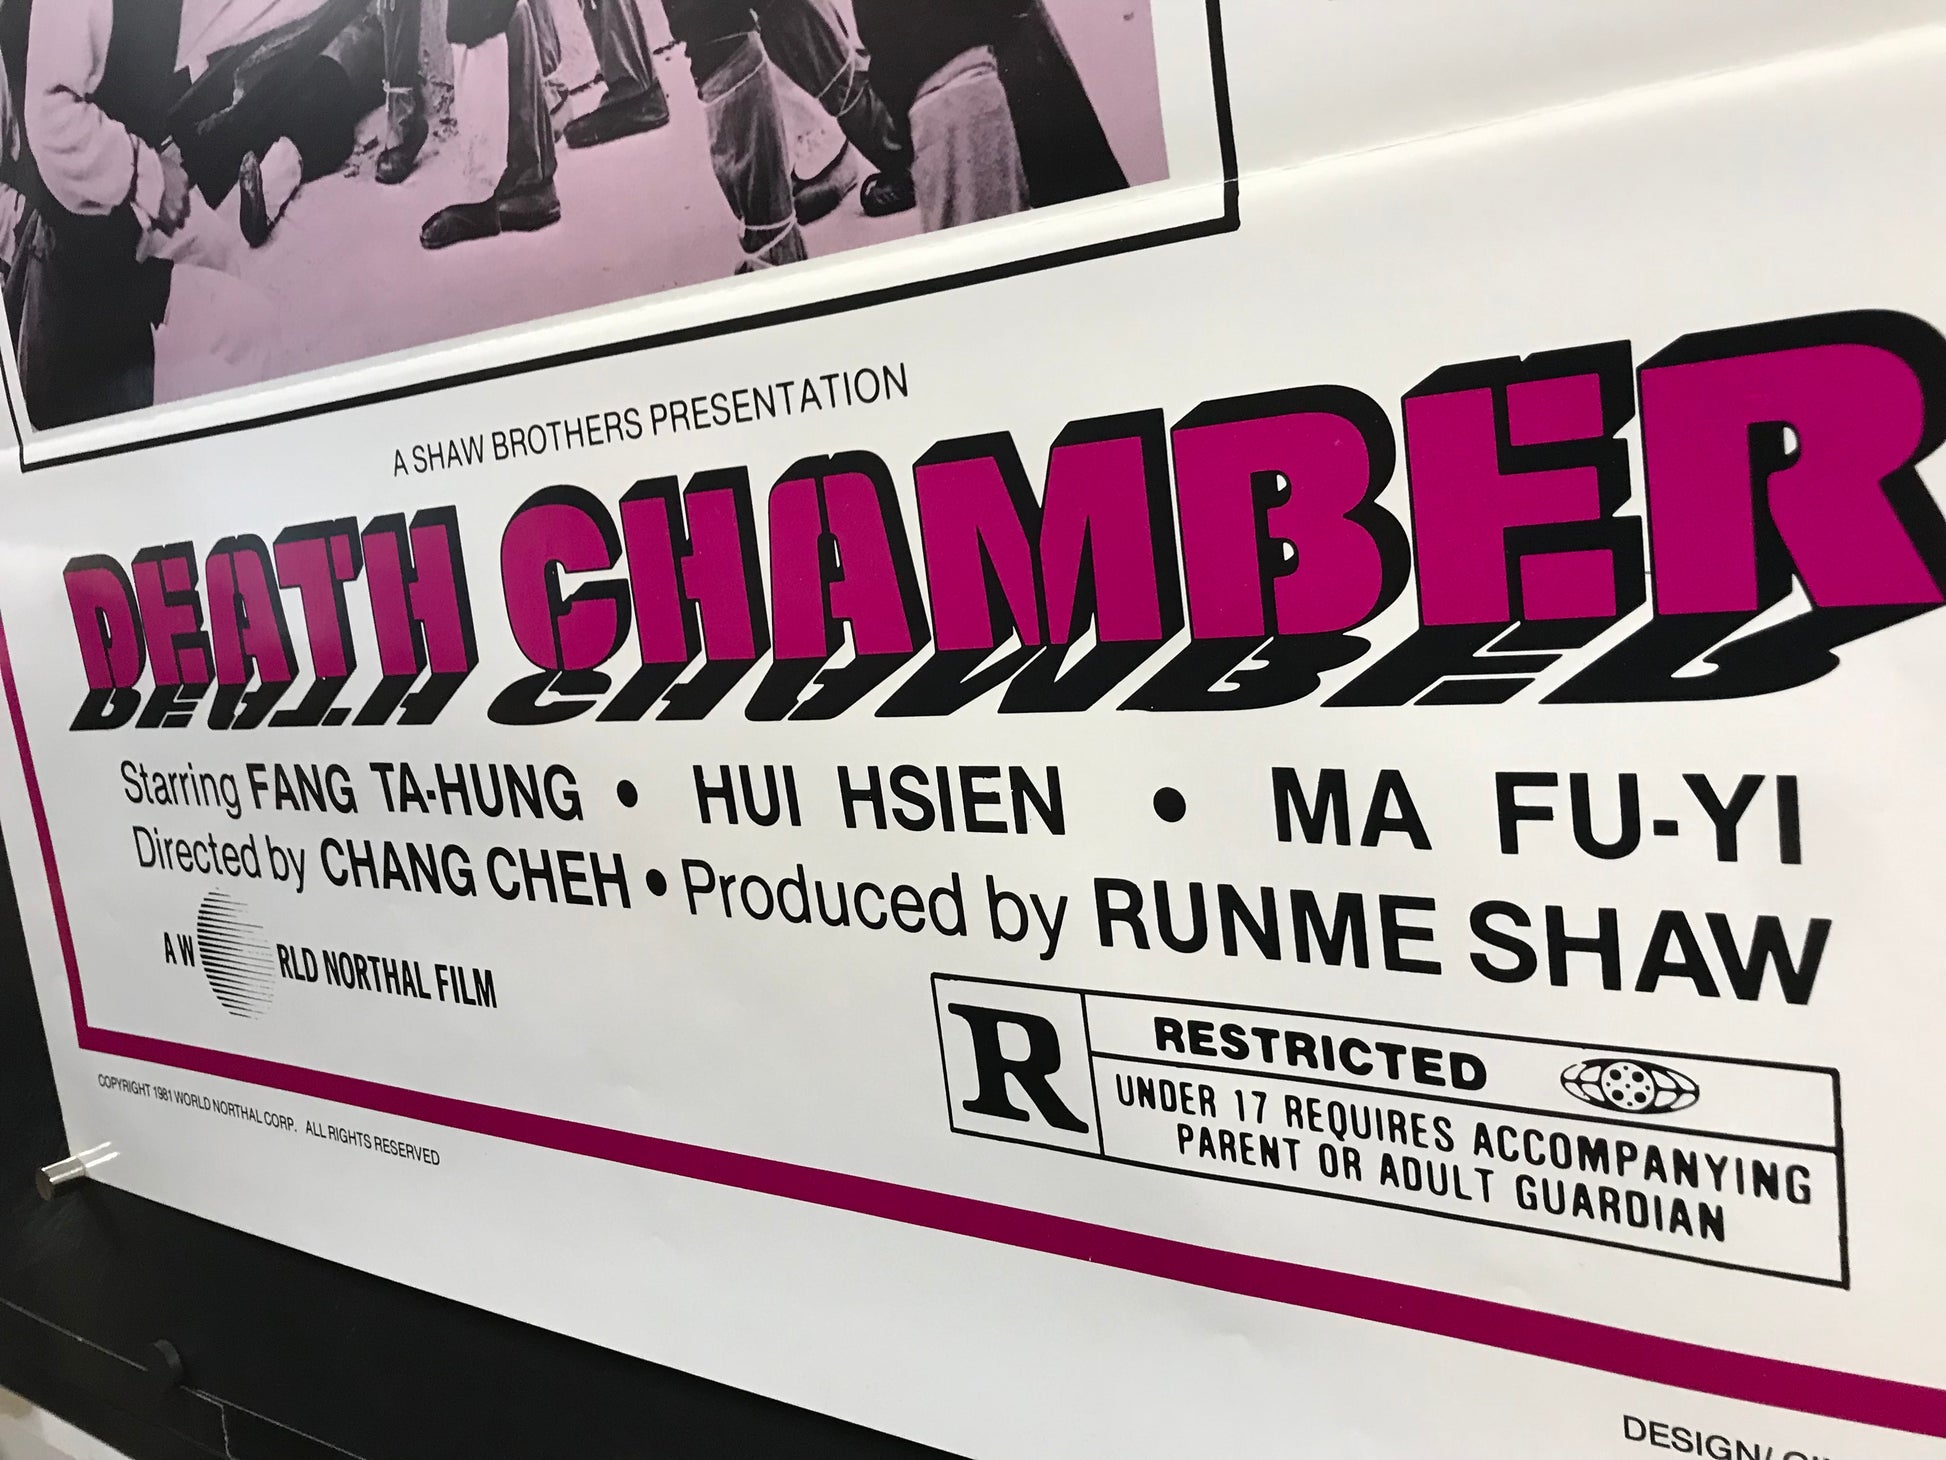 A SHAW BROTHERS PRESENTATION
DEATH CHAMBER
Starring FANG TA-HUNG • HUI HSIEN • MA FU-YI
Directed by CHANG CHEH • Produced by RUNME SHAW
A W RLD NORTHAL FILM
R
RESTRICTED
UNDER 17 REQUIRES ACCOMPANYING
PARENT OR ADULT GUARDIAN
COPYRIGHT 1981 WORLD NORTHAL CORP. ALL RIGHTS RESERVED
DESIGN/